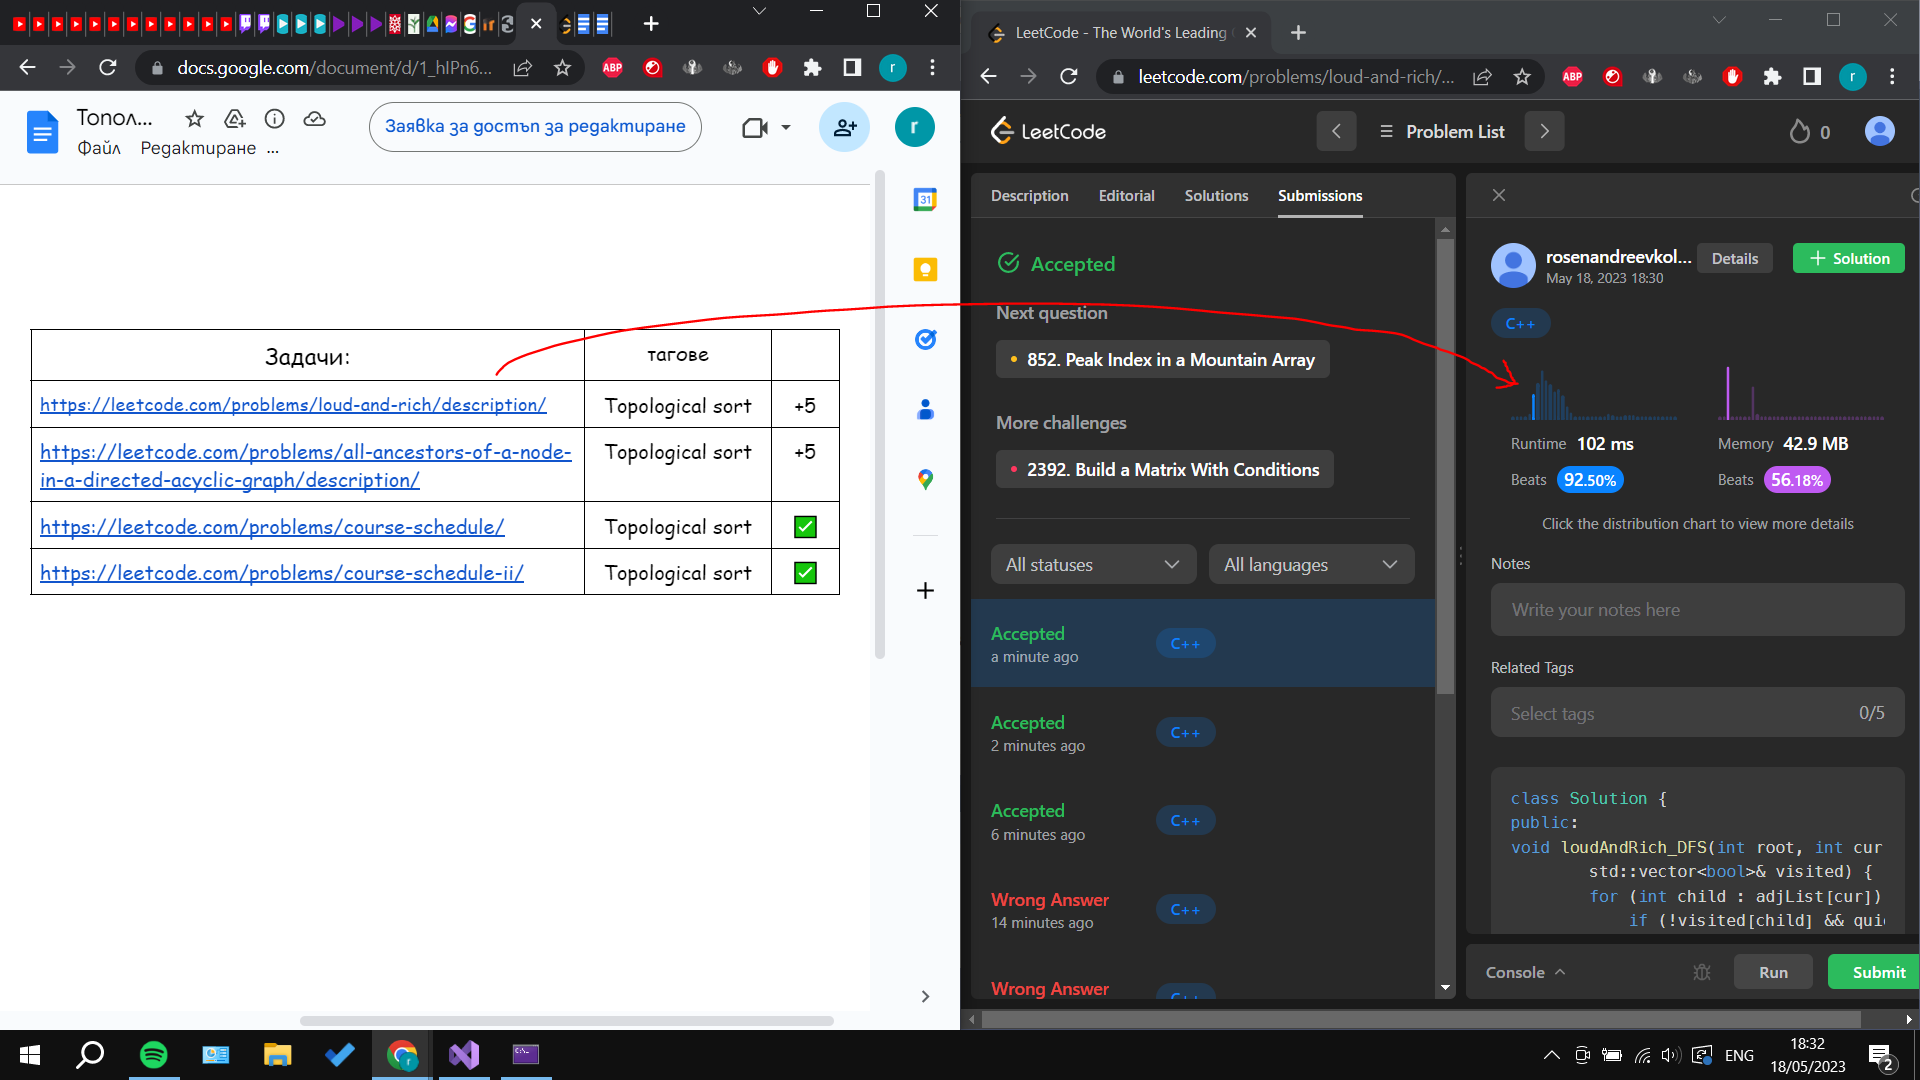 docs.google.com/document/d/1_hlPn6...
r
Топол...
Файл Редактиране ...
Заявка за достъп за редактиране
r
31
Задачи: тагове
https://leetcode.com/problems/loud-and-rich/description/ Topological sort +5
https://leetcode.com/problems/all-ancestors-of-a-node-
in-a-directed-acyclic-graph/description/ Topological sort +5
https://leetcode.com/problems/course-schedule/ Topological sort ✅
https://leetcode.com/problems/course-schedule-ii/ Topological sort ✅
LeetCode - The World's Leading
leetcode.com/problems/loud-and-rich/...
ABP
r
LeetCode
Problem List
0
Description Editorial Solutions Submissions
Accepted
Next question
852. Peak Index in a Mountain Array
More challenges
2392. Build a Matrix With Conditions
All statuses All languages
Accepted
a minute ago
C++
Accepted
2 minutes ago
C++
Accepted
6 minutes ago
C++
Wrong Answer
14 minutes ago
C++
Wrong Answer
C++
rosenandreevkol...
May 18, 2023 18:30
Details
+ Solution
C++
Runtime 102 ms
Beats 92.50%
Memory 42.9 MB
Beats 56.18%
Click the distribution chart to view more details
Notes
Write your notes here
Related Tags
Select tags 0/5
class Solution {
public:
void loudAndRich_DFS(int root, int cur
std::vector<bool>& visited) {
for (int child : adjList[cur])
if (!visited[child] && qui
Console
Run
Submit
ENG
18:32
18/05/2023
2